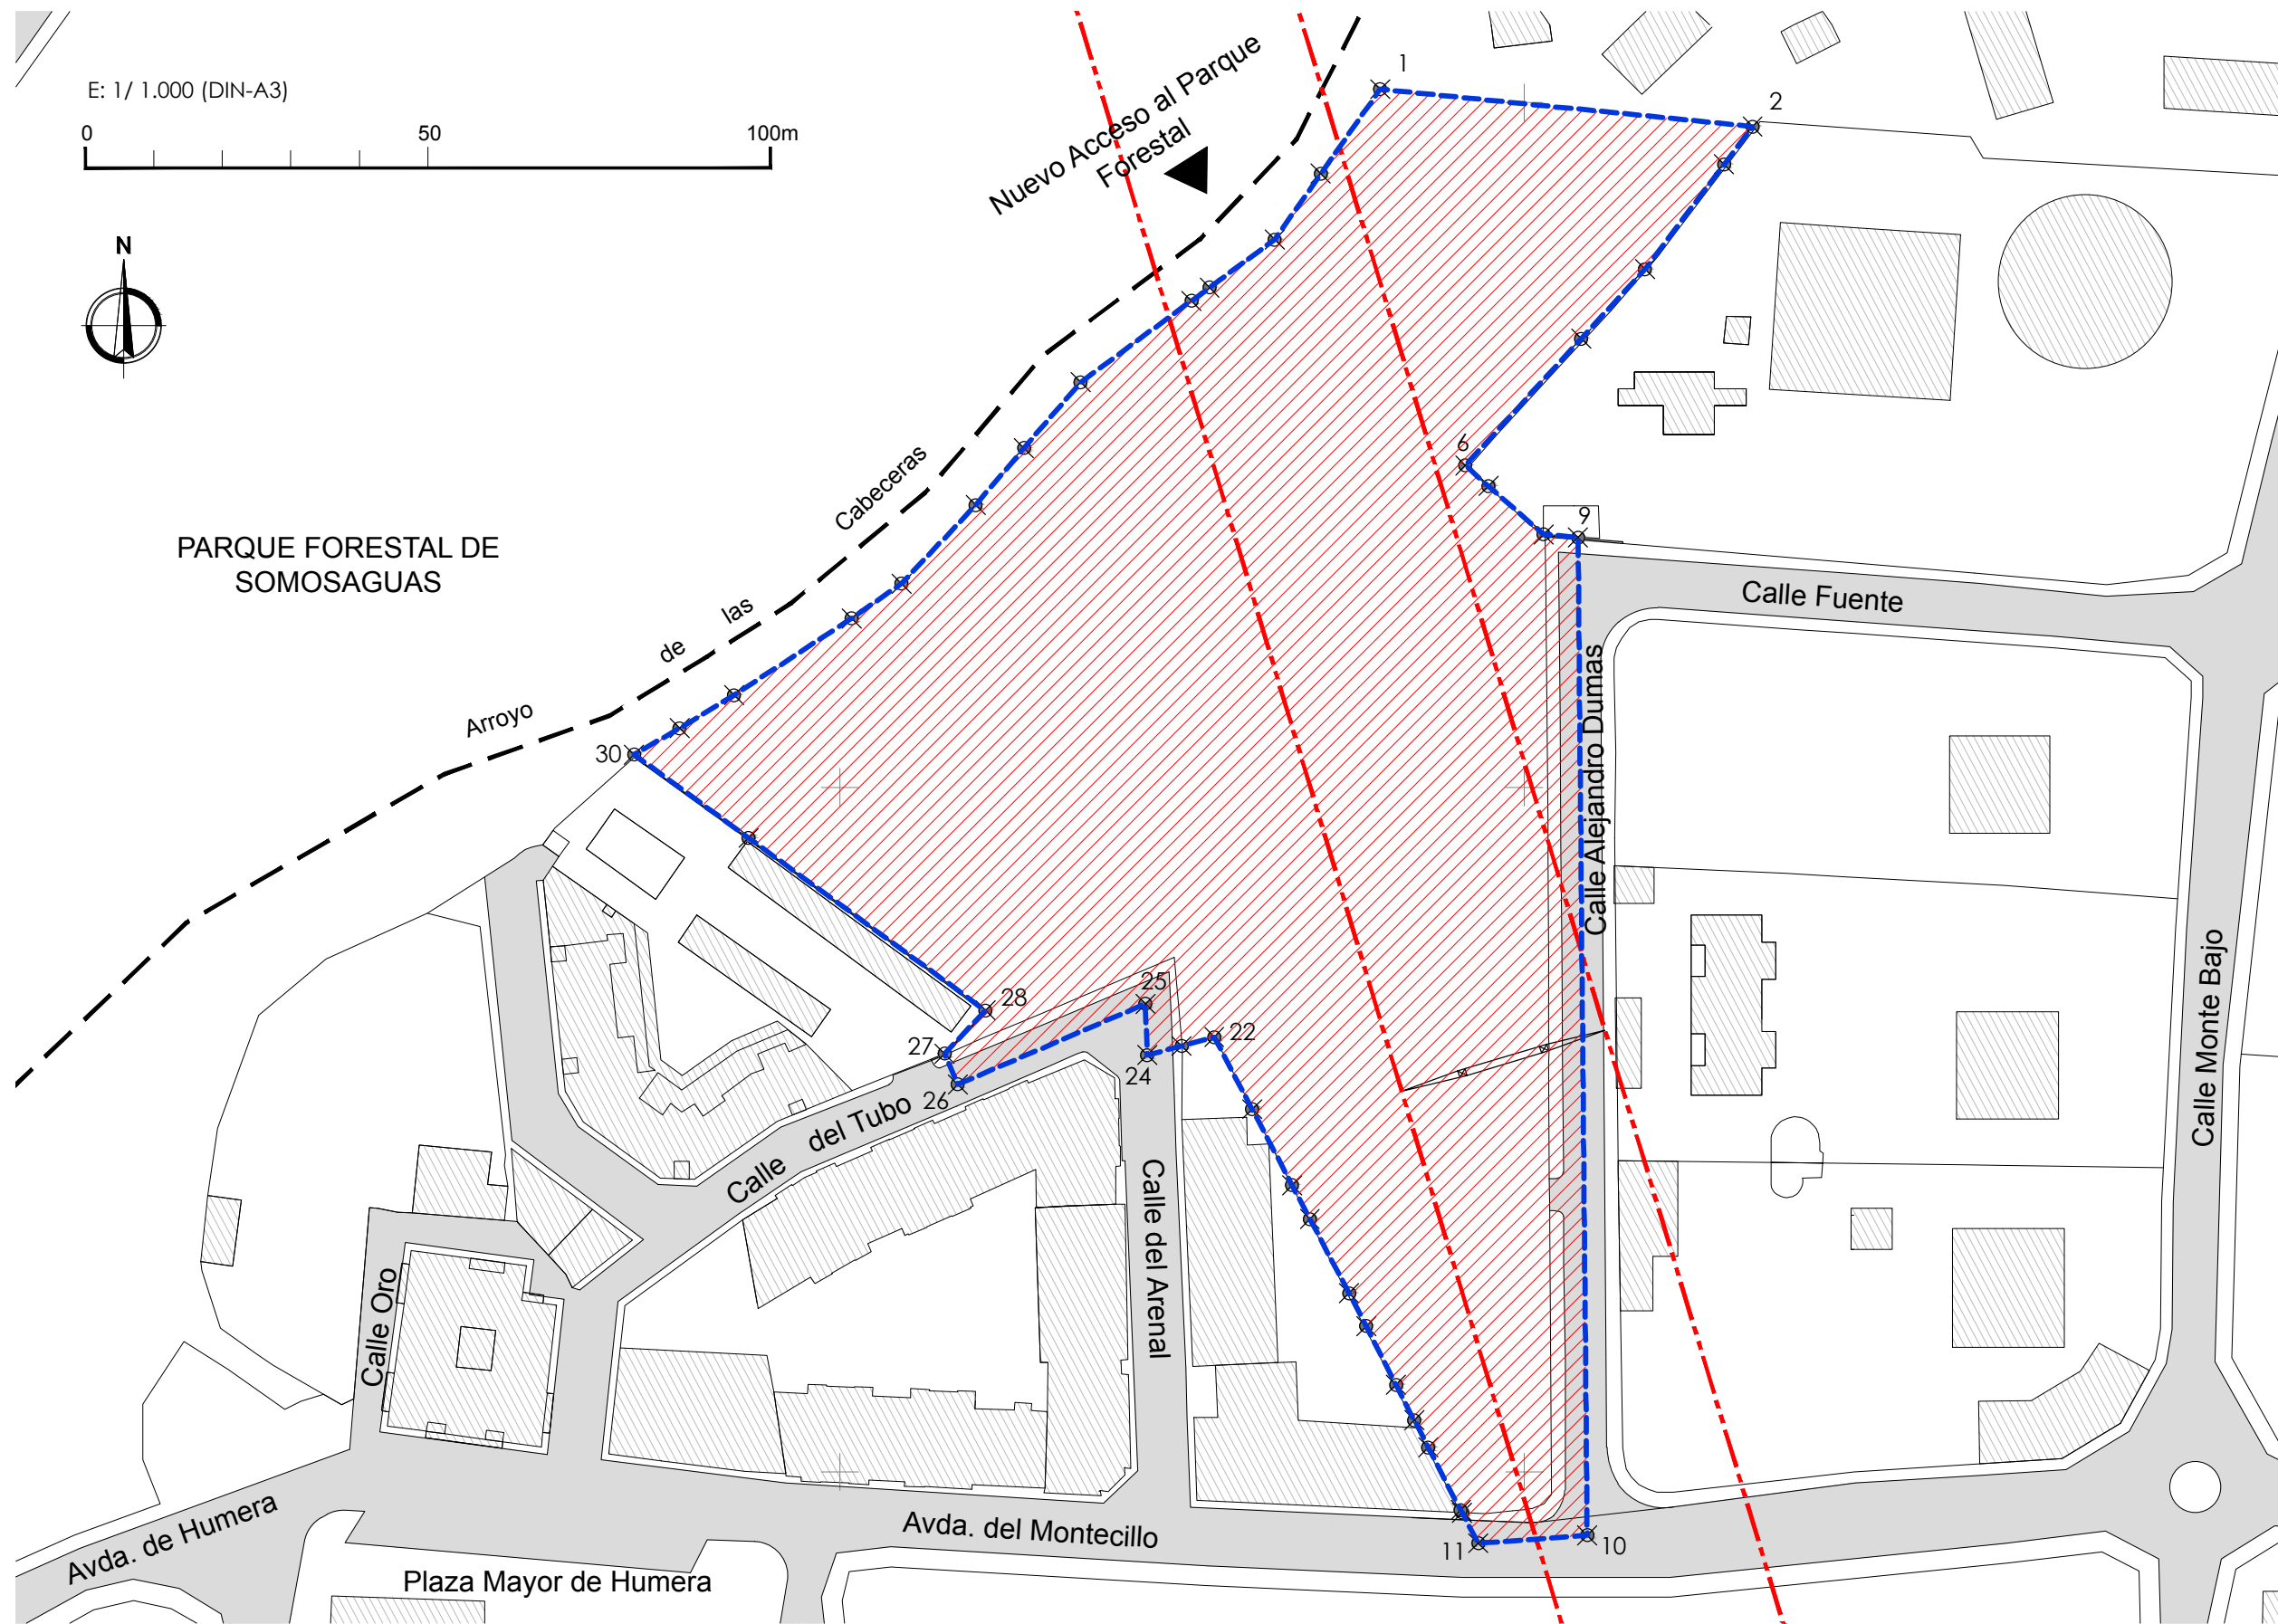 E: 1/ 1.000 (DIN-A3)
0 50 100m
N
Nuevo Acceso al Parque
Forestal
1
2
6
9
PARQUE FORESTAL DE
SOMOSAGUAS
Arroyo de las Cabeceras
Calle Fuente
Calle Alejandro Dumas
30
28
25
27
22
24
26
Calle del Tubo
Calle del Arenal
Calle Monte Bajo
Calle Oro
Avda. de Humera
Avda. del Montecillo
11
10
Plaza Mayor de Humera